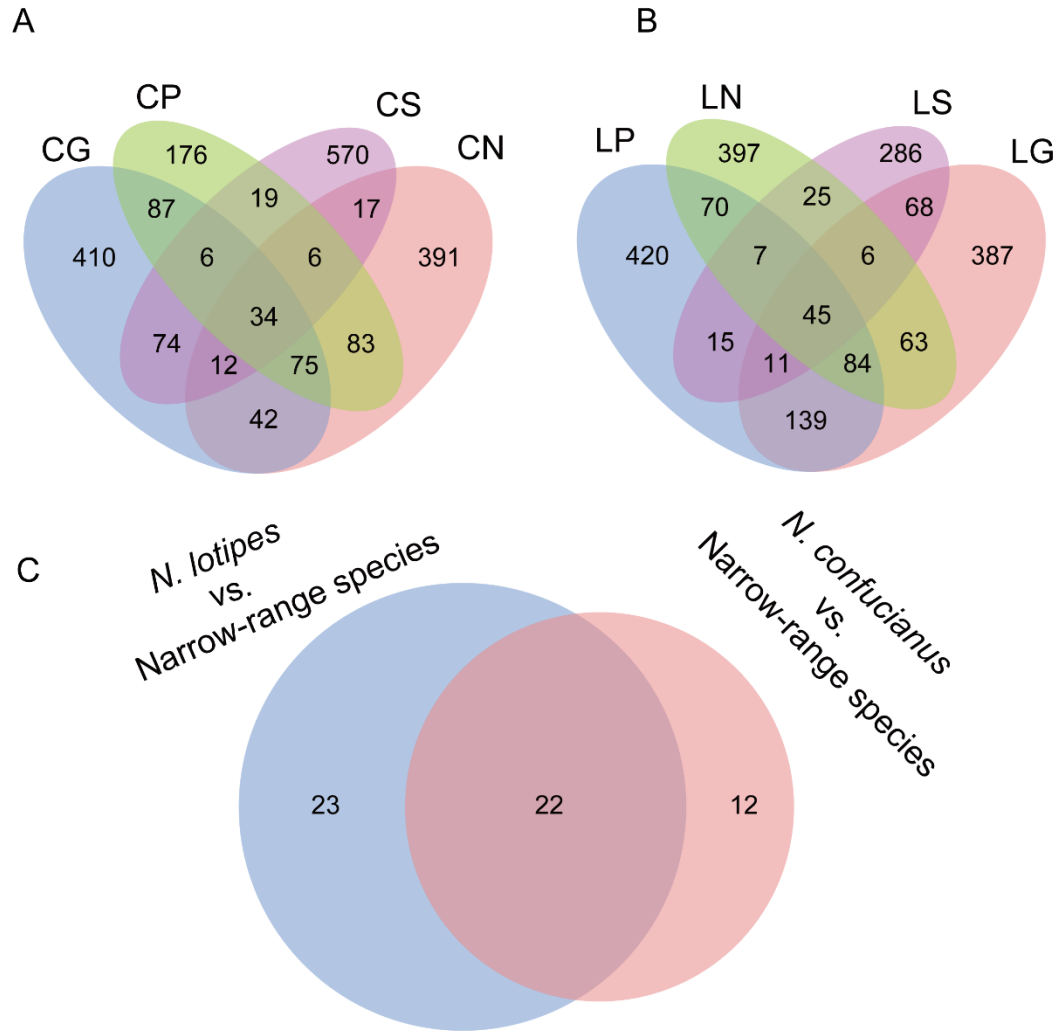 A
B
CP
CS
LN
LS
CG
CN
LP
LG
176
570
397
286
87
19
17
70
25
68
410
6
6
391
420
7
6
387
34
45
74
83
15
63
12
75
11
84
42
139
C
N. lotipes
vs.
Narrow-range species
N. confucianus
vs.
Narrow-range species
23
22
12